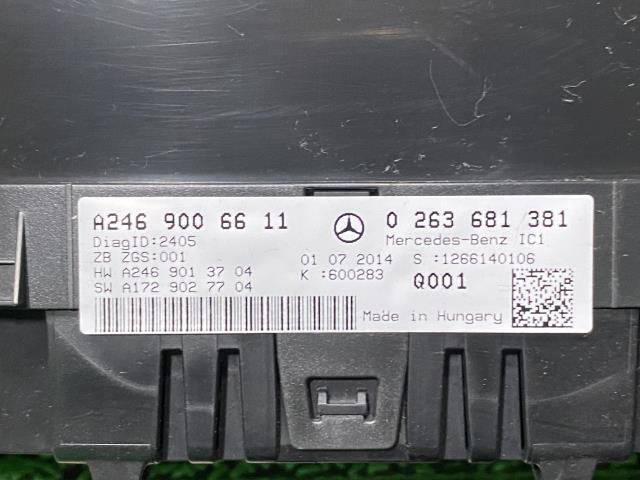 A246 900 66 11 0 263 681 381
DiagID:2405 Mercedes-Benz IC1
ZB ZGS:001 01 07 2014 S :1266140106
HW A246 901 37 04 K :600283 Q001
SW A172 902 77 04
Made in Hungary